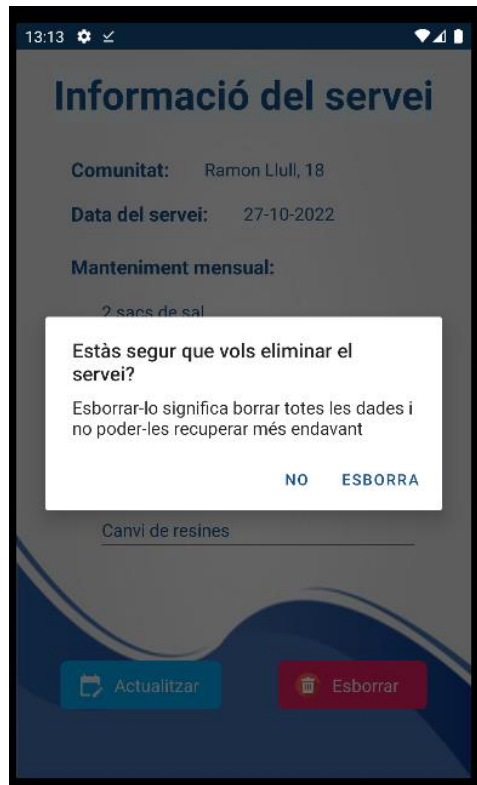 13:13
Informació del servei
Comunitat: Ramon Llull, 18
Data del servei: 27-10-2022
Manteniment mensual:
2 sacs de sal
Estàs segur que vols eliminar el
servei?
Esborrar-lo significa borrar totes les dades i
no poder-les recuperar més endavant
NO ESBORRA
Canvi de resines
Actualitzar Esborrar